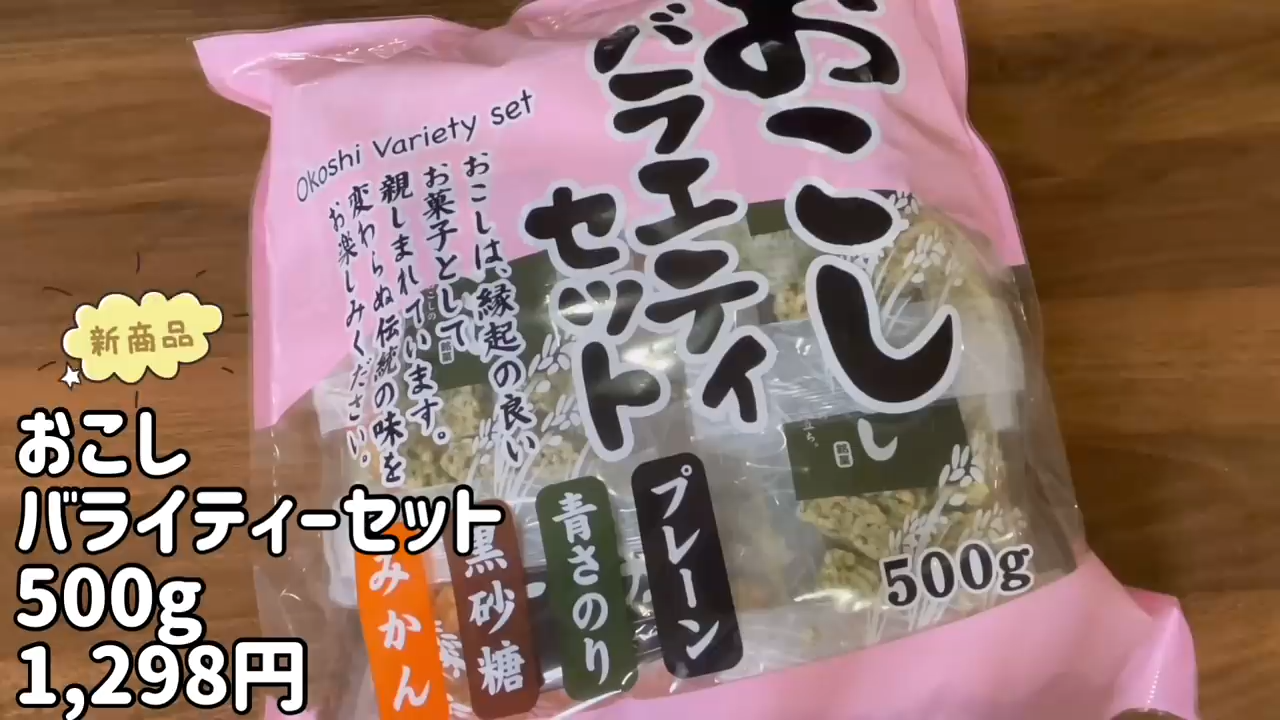 おこし
バラエティ
セット
Okoshi Variety set
おこしは、縁起の良い
お菓子として
親しまれています。
変わらぬ伝統の味を
お楽しみください。
プレーン
青さのり
黒砂糖
みかん
500g
新商品
おこし
バライティーセット
500g
1,298円